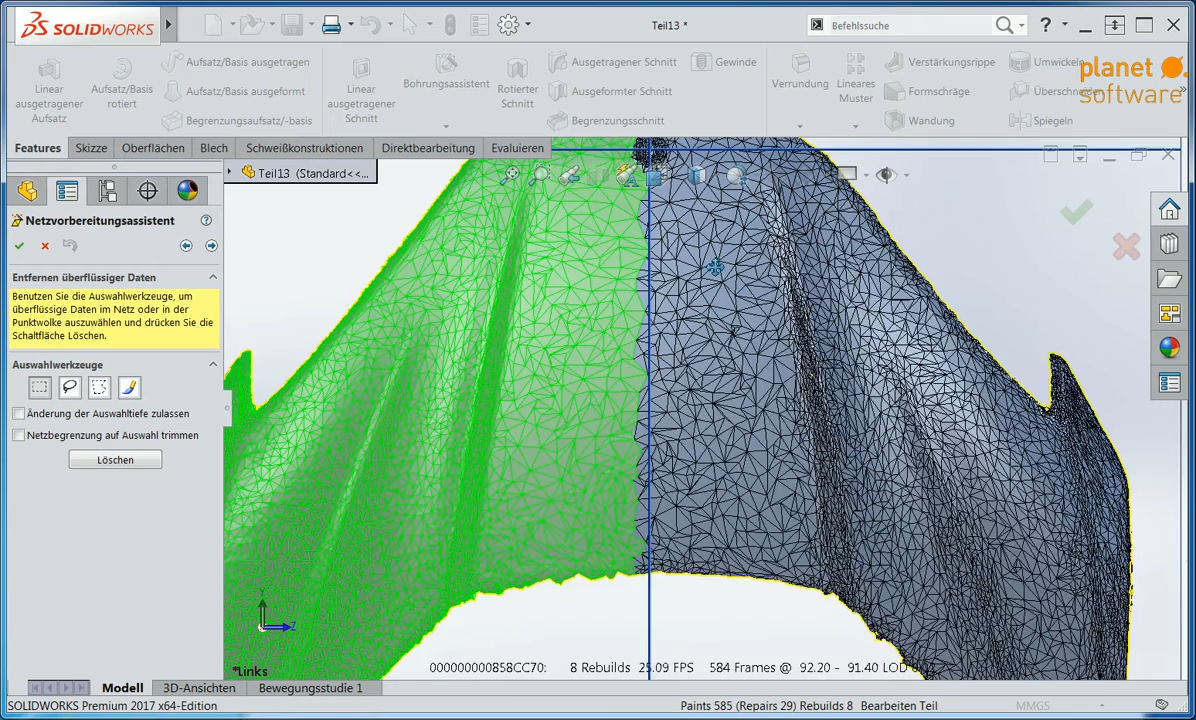 SOLIDWORKS
Teil13 *
Befehlssuche
?
Linear ausgetragener Aufsatz
Aufsatz/Basis rotiert
Aufsatz/Basis ausgetragen
Aufsatz/Basis ausgeformt
Begrenzungsaufsatz/-basis
Linear ausgetragener Schnitt
Bohrungsassistent
Rotierter Schnitt
Ausgetragener Schnitt
Ausgeformter Schnitt
Begrenzungsschnitt
Gewinde
Verrundung
Lineares Muster
Verstärkungsrippe
Formschräge
Wandung
Umwickeln
Überschneiden
Spiegeln
planet
software
Features
Skizze
Oberflächen
Blech
Schweißkonstruktionen
Direktbearbeitung
Evaluieren
Teil13 (Standard<<...
Netzvorbereitungsassistent
Entfernen überflüssiger Daten
Benutzen Sie die Auswahlwerkzeuge, um
überflüssige Daten im Netz oder in der
Punktwolke auszuwählen und drücken Sie die
Schaltfläche Löschen.
Auswahlwerkzeuge
Änderung der Auswahltiefe zulassen
Netzbegrenzung auf Auswahl trimmen
Löschen
Y
Z
*Links
000000000858CC70: 8 Rebuilds 25.09 FPS 584 Frames @ 92.20 - 91.40 LOD
Modell
3D-Ansichten
Bewegungsstudie 1
SOLIDWORKS Premium 2017 x64-Edition
Paints 585 (Repairs 29) Rebuilds 8 Bearbeiten Teil
MMGS